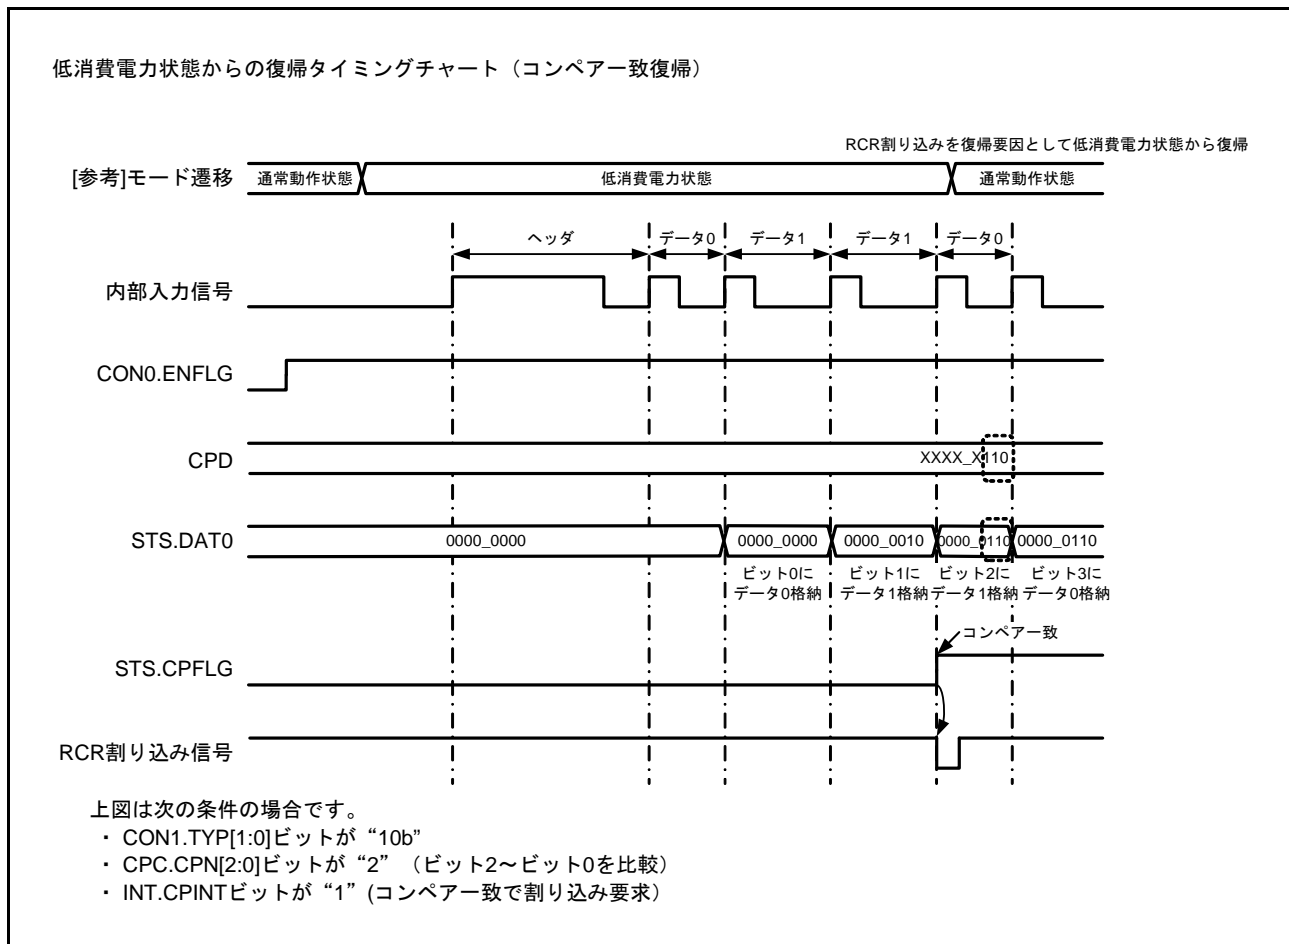 低消費電力状態からの復帰タイミングチャート（コンペア一致復帰）
RCR割り込みを復帰要因として低消費電力状態から復帰
[参考]モード遷移 通常動作状態 低消費電力状態 通常動作状態
ヘッダ データ0 データ1 データ1 データ0
内部入力信号
CON0.ENFLG
CPD XXXX_X110
STS.DAT0 0000_0000 0000_0000 0000_0010 0000_0110 0000_0110
ビット0に ビット1に ビット2に ビット3に
データ0格納 データ1格納 データ1格納 データ0格納
コンペア一致
STS.CPFLG
RCR割り込み信号
上図は次の条件の場合です。
・ CON1.TYP[1:0]ビットが“10b”
・ CPC.CPN[2:0]ビットが“2”（ビット2～ビット0を比較）
・ INT.CPINTビットが“1”(コンペア一致で割り込み要求）